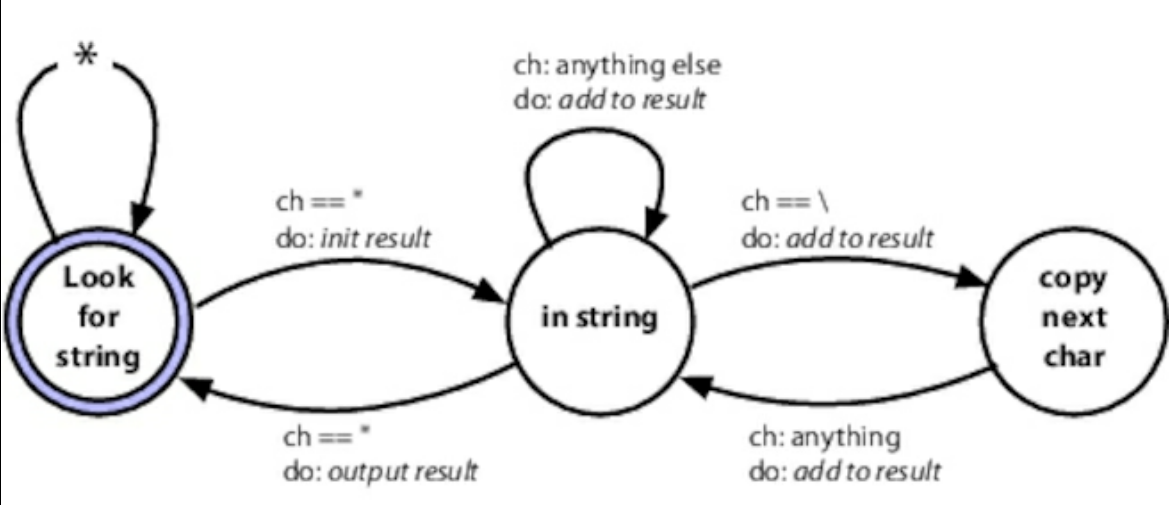 *
ch: anything else
do: add to result
ch == "
do: init result
ch == \
do: add to result
Look
for
string
in string
copy
next
char
ch == "
do: output result
ch: anything
do: add to result